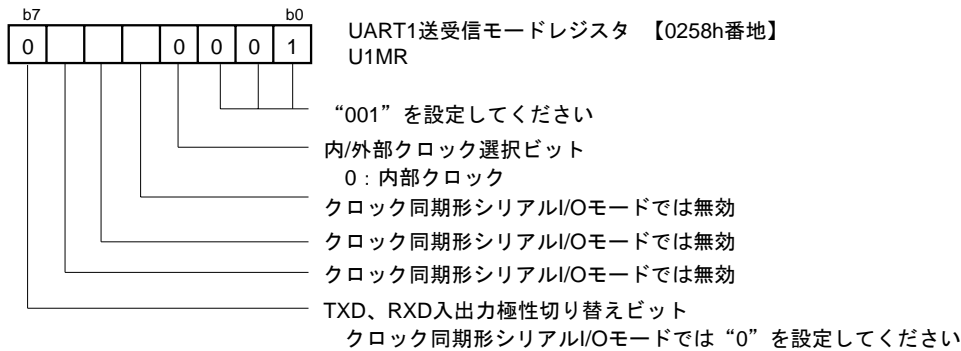 b7 b0
0 0 0 0 1
UART1送受信モードレジスタ 【0258h番地】
U1MR
“001”を設定してください
内/外部クロック選択ビット
0：内部クロック
クロック同期形シリアルI/Oモードでは無効
クロック同期形シリアルI/Oモードでは無効
クロック同期形シリアルI/Oモードでは無効
TXD、RXD入出力極性切り替えビット
クロック同期形シリアルI/Oモードでは“0”を設定してください